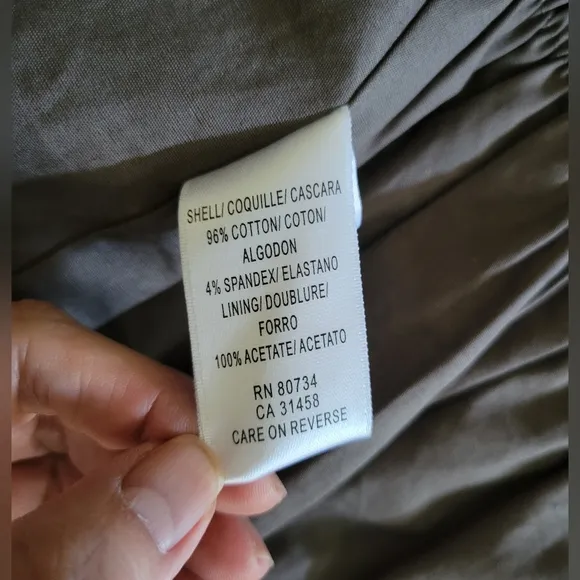 SHELL/ COQUILLE/ CASCARA
96% COTTON/ COTON/
ALGODON
4% SPANDEX/ ELASTANO
LINING/ DOUBLURE/
FORRO
100% ACETATE/ ACETATO
RN 80734
CA 31458
CARE ON REVERSE